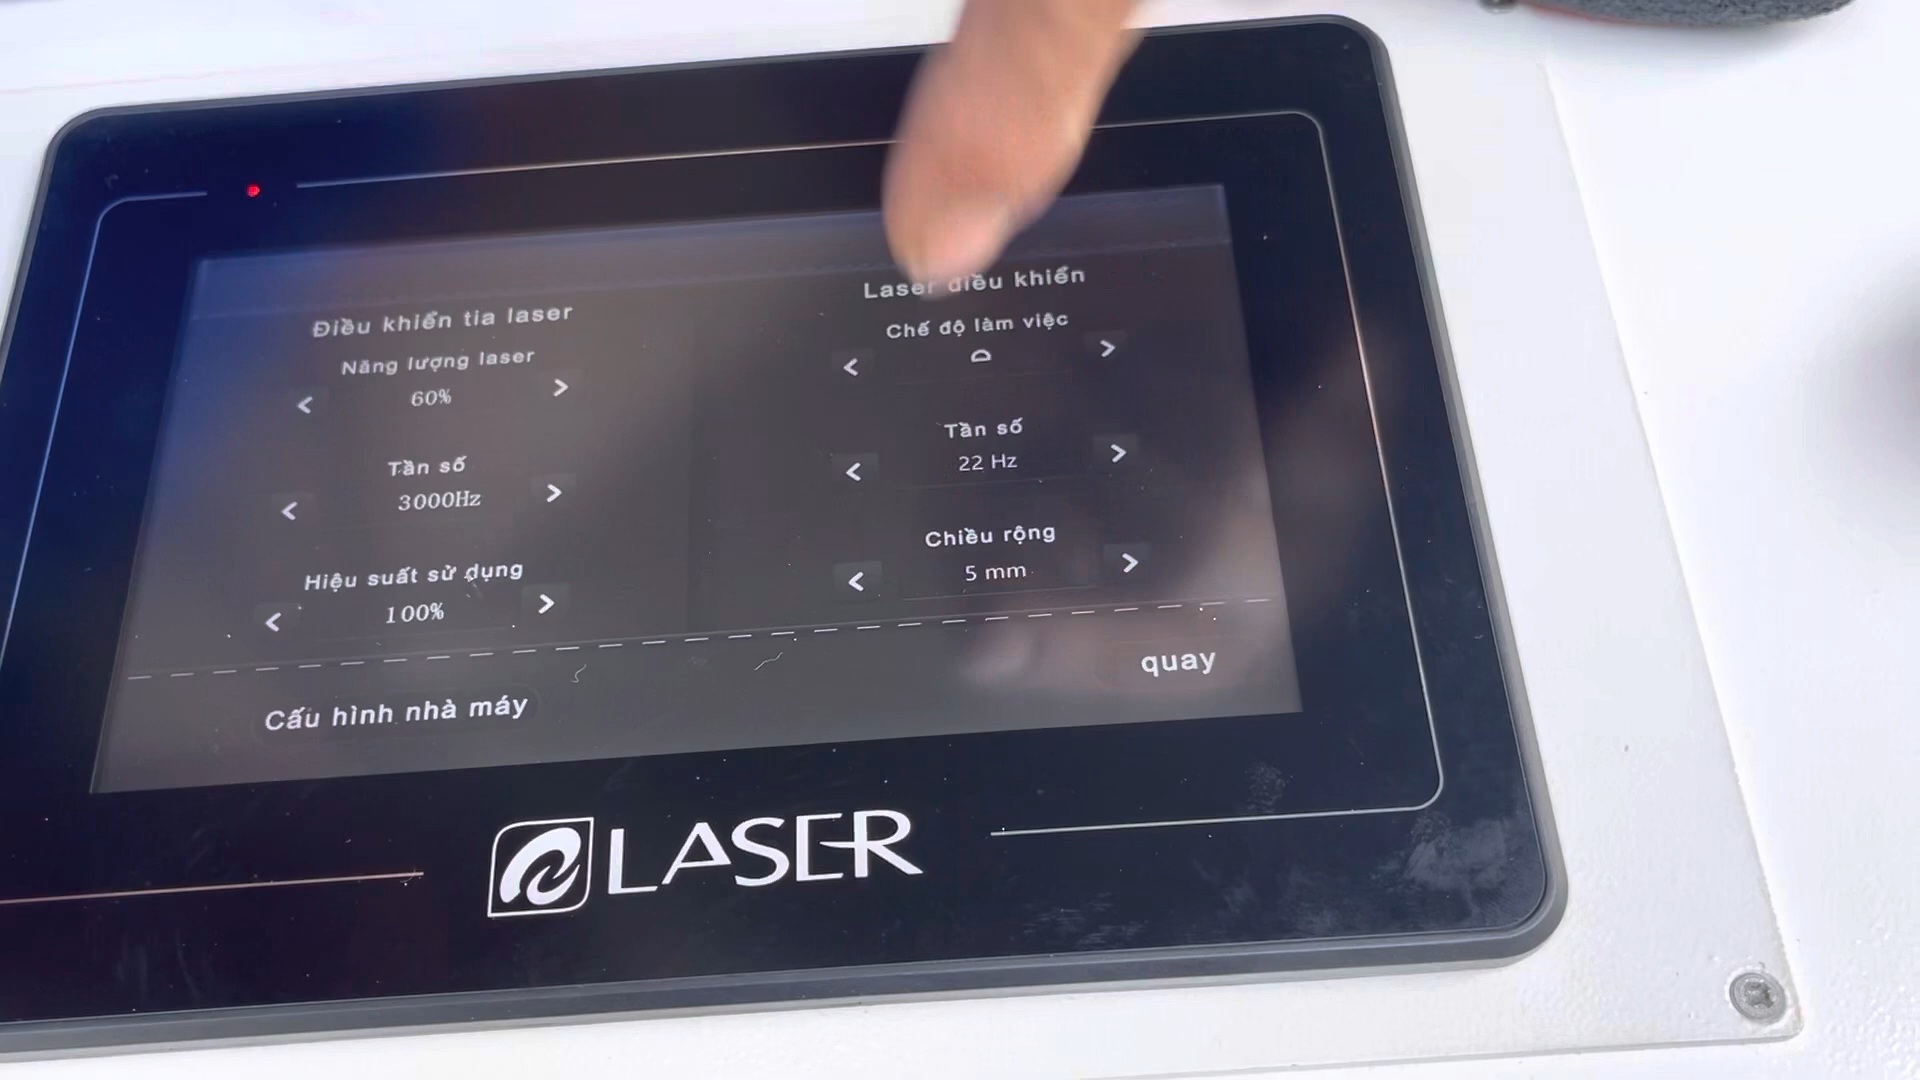 Điều khiển tia laser
Năng lượng laser
< 60% >
Tần số
< 3000Hz >
Hiệu suất sử dụng
< 100% >
Laser điều khiển
Chế độ làm việc
< >
Tần số
< 22 Hz >
Chiều rộng
< 5 mm >
Cấu hình nhà máy
quay
LASER